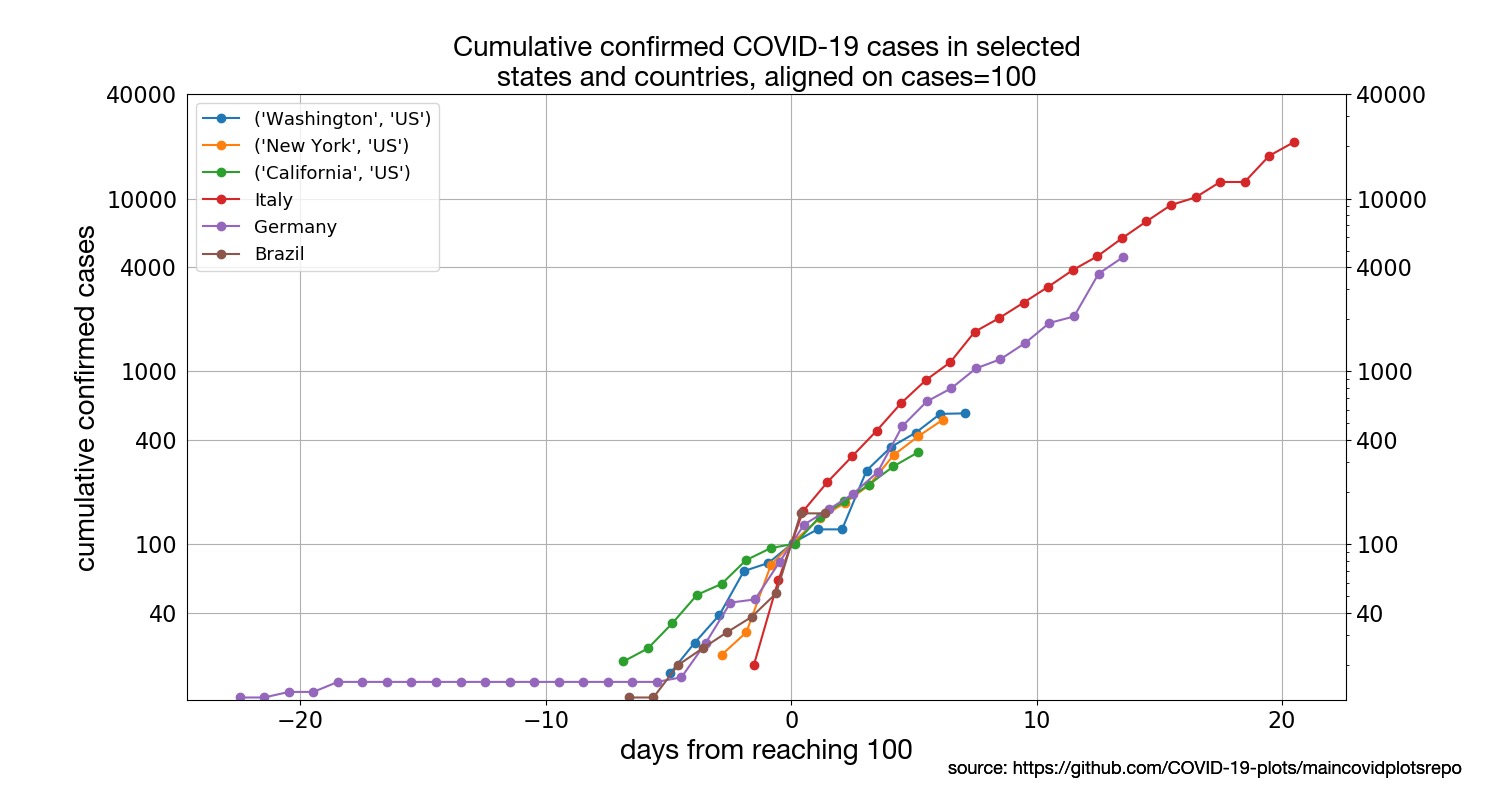 Cumulative confirmed COVID-19 cases in selected
states and countries, aligned on cases=100
40000
10000
4000
1000
400
100
40
cumulative confirmed cases
('Washington', 'US')
('New York', 'US')
('California', 'US')
Italy
Germany
Brazil
40000
10000
4000
1000
400
100
40
−20
−10
0
10
20
days from reaching 100
source: https://github.com/COVID-19-plots/maincovidplotsrepo